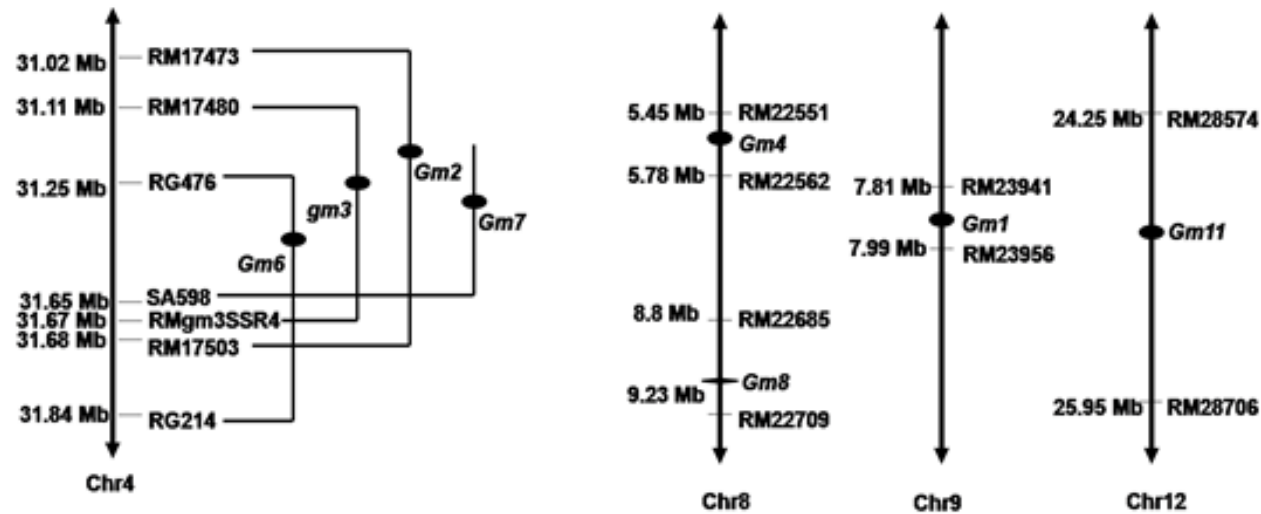 31.02 Mb RM17473
31.11 Mb RM17480
Gm2
31.25 Mb RG476
gm3
Gm7
Gm6
31.65 Mb SA598
31.67 Mb RMgm3SSR4
31.68 Mb RM17503
31.84 Mb RG214
Chr4
5.45 Mb RM22551
Gm4
5.78 Mb RM22562
8.8 Mb RM22685
Gm8
9.23 Mb RM22709
Chr8
7.81 Mb RM23941
Gm1
7.99 Mb RM23956
Chr9
24.25 Mb RM28574
Gm11
25.95 Mb RM28706
Chr12